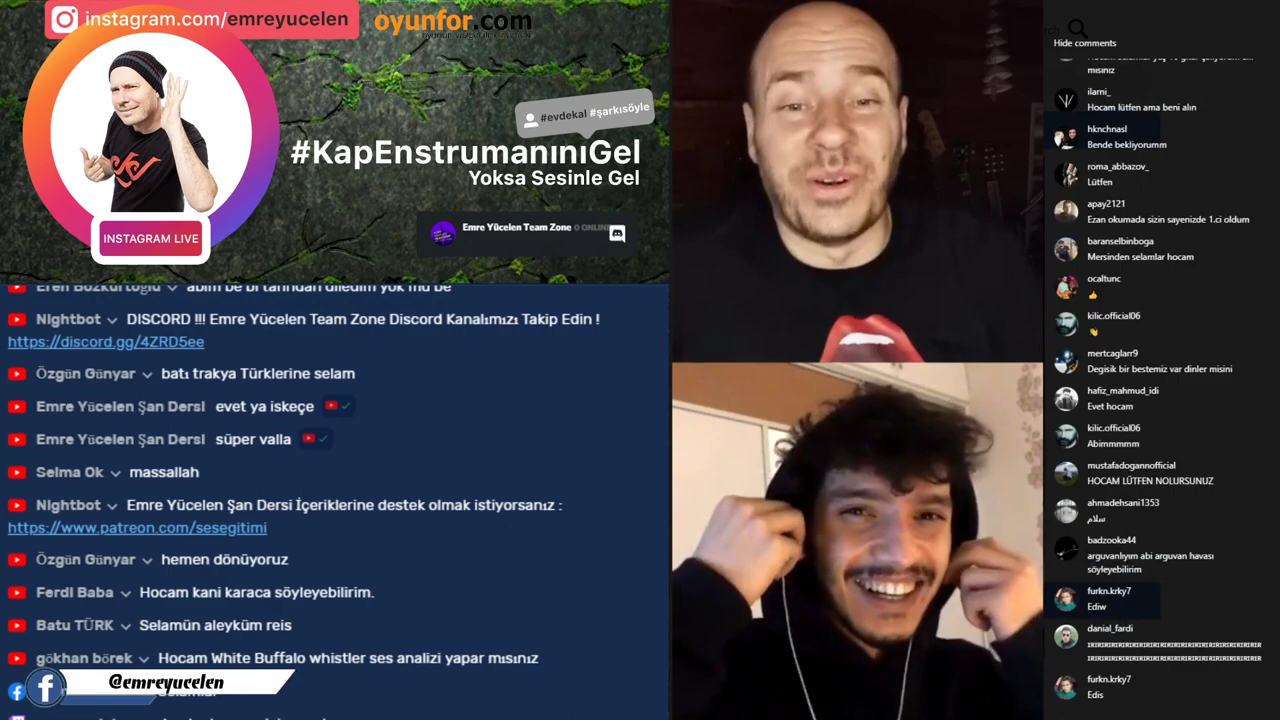 instagram.com/emreyucelen
oyunfor.com
#evdekal #şarkısöyle
#KapEnstrumanınıGel
Yoksa Sesinle Gel
Emre Yücelen Team Zone 0 ONLINE
INSTAGRAM LIVE
Eren Bozkurtoğlu abim be bi tarafdan diledim yok mu be
Nightbot DISCORD !!! Emre Yücelen Team Zone Discord Kanalımızı Takip Edin !
https://discord.gg/4ZRD5ee
Özgün Günyar batı trakya Türklerine selam
Emre Yücelen Şan Dersi evet ya iskeçe
Emre Yücelen Şan Dersi süper valla
Selma Ok massallah
Nightbot Emre Yücelen Şan Dersi İçeriklerine destek olmak istiyorsanız :
https://www.patreon.com/sesegitimi
Özgün Günyar hemen dönüyoruz
Ferdi Baba Hocam kani karaca söyleyebilirim.
Batu TÜRK Selamün aleyküm reis
gökhan börek Hocam White Buffalo whistler ses analizi yapar mısınız
@emreyucelen
Hide comments
misiniz
ilarni_
Hocam lütfen ama beni alın
hknchnasl
Bende bekliyorumm
roma_abbazov_
Lütfen
apay2121
Ezan okumada sizin sayenizde 1.ci oldum
baranselbinboga
Mersinden selamlar hocam
ocaltunc
👍
kilic.official06
👏
mertcaglarr9
Degisik bir bestemiz var dinler misini
hafiz_mahmud_idi
Evet hocam
kilic.official06
Abimmmmm
mustafadogannofficial
HOCAM LÜTFEN NOLURSUNUZ
ahmadehsani1353
سلام
badzooka44
arguvanlıyım abi arguvan havası
söyleyebilirim
furkn.krky7
Ediw
danial_fardi
furkn.krky7
Edis